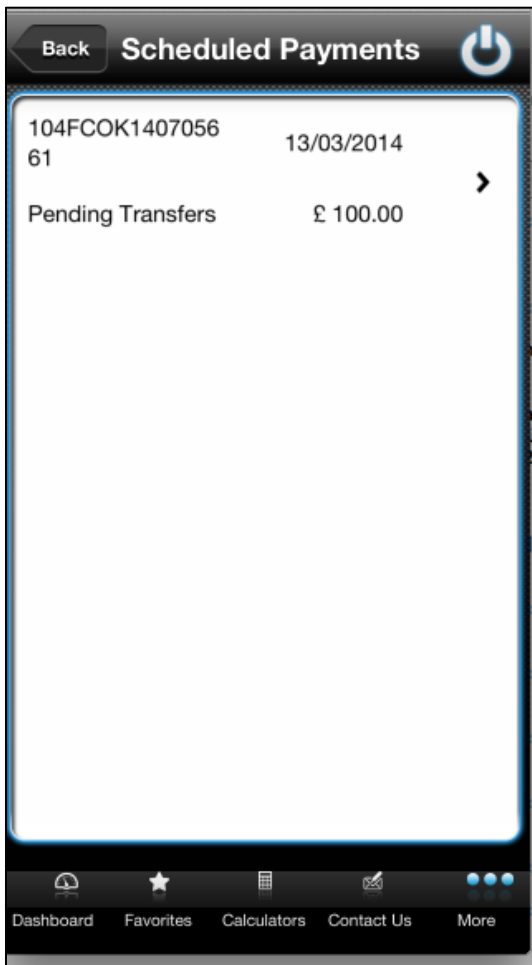 Back
Scheduled Payments
104FCOK1407056
61
13/03/2014
Pending Transfers
£ 100.00
Dashboard
Favorites
Calculators
Contact Us
More